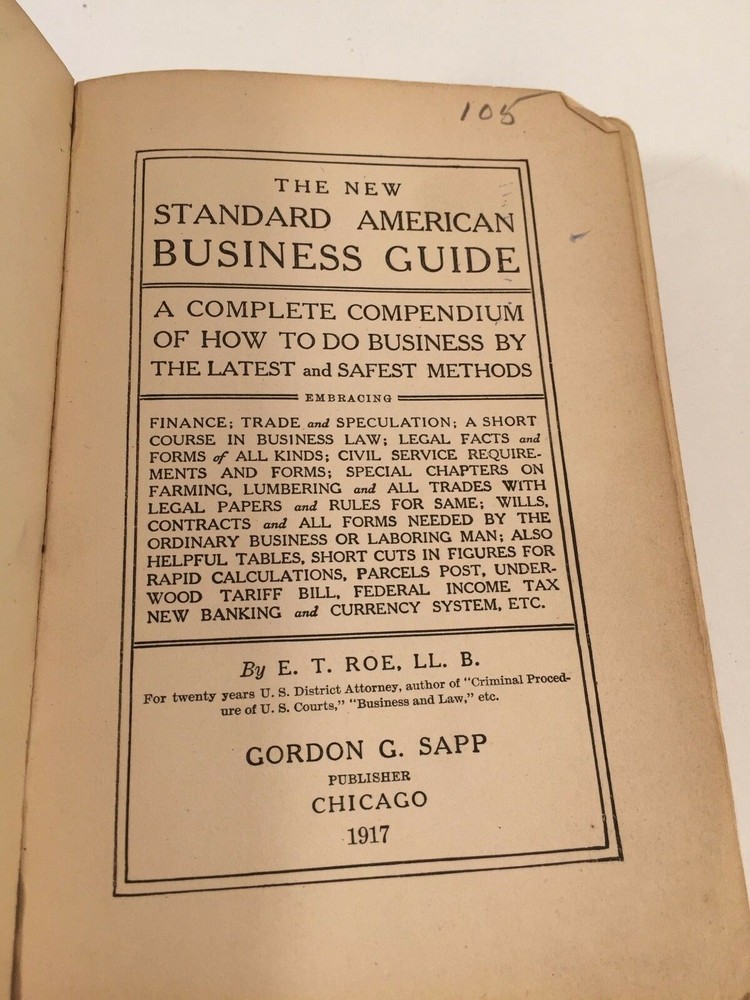 105
THE NEW
STANDARD AMERICAN
BUSINESS GUIDE
A COMPLETE COMPENDIUM
OF HOW TO DO BUSINESS BY
THE LATEST and SAFEST METHODS
EMBRACING
FINANCE; TRADE and SPECULATION; A SHORT
COURSE IN BUSINESS LAW; LEGAL FACTS and
FORMS of ALL KINDS; CIVIL SERVICE REQUIRE-
MENTS AND FORMS; SPECIAL CHAPTERS ON
FARMING, LUMBERING and ALL TRADES WITH
LEGAL PAPERS and RULES FOR SAME; WILLS,
CONTRACTS and ALL FORMS NEEDED BY THE
ORDINARY BUSINESS OR LABORING MAN; ALSO
HELPFUL TABLES, SHORT CUTS IN FIGURES FOR
RAPID CALCULATIONS, PARCELS POST, UNDER-
WOOD TARIFF BILL, FEDERAL INCOME TAX
NEW BANKING and CURRENCY SYSTEM, ETC.
By E. T. ROE, LL. B.
For twenty years U. S. District Attorney, author of "Criminal Proced-
ure of U. S. Courts," "Business and Law," etc.
GORDON G. SAPP
PUBLISHER
CHICAGO
1917